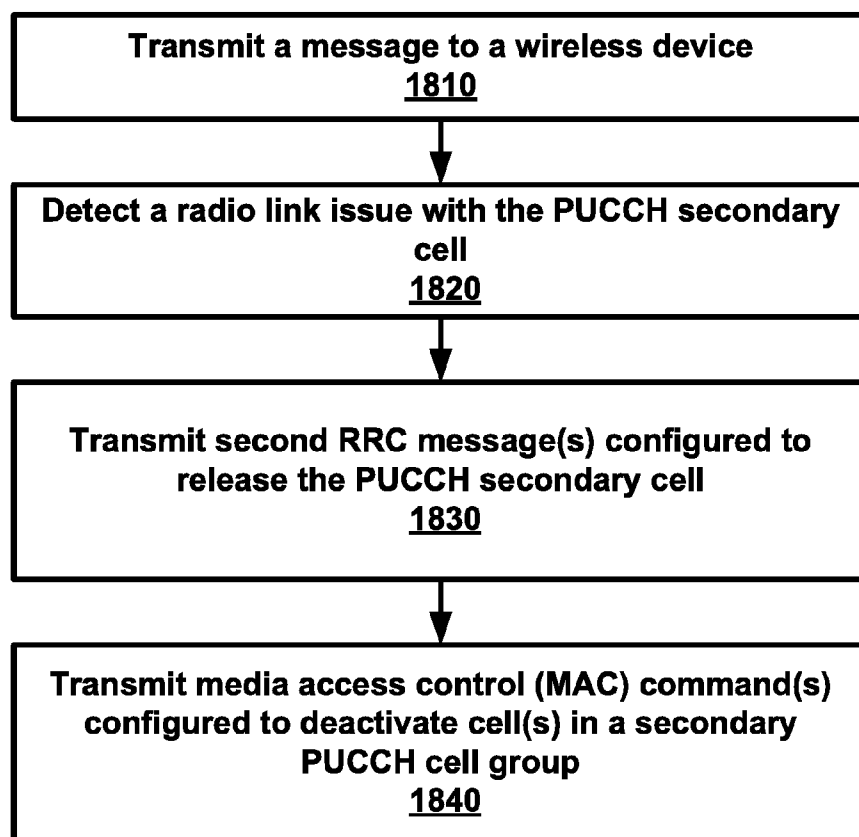 Transmit a message to a wireless device
1810
Detect a radio link issue with the PUCCH secondary
cell
1820
Transmit second RRC message(s) configured to
release the PUCCH secondary cell
1830
Transmit media access control (MAC) command(s)
configured to deactivate cell(s) in a secondary
PUCCH cell group
1840